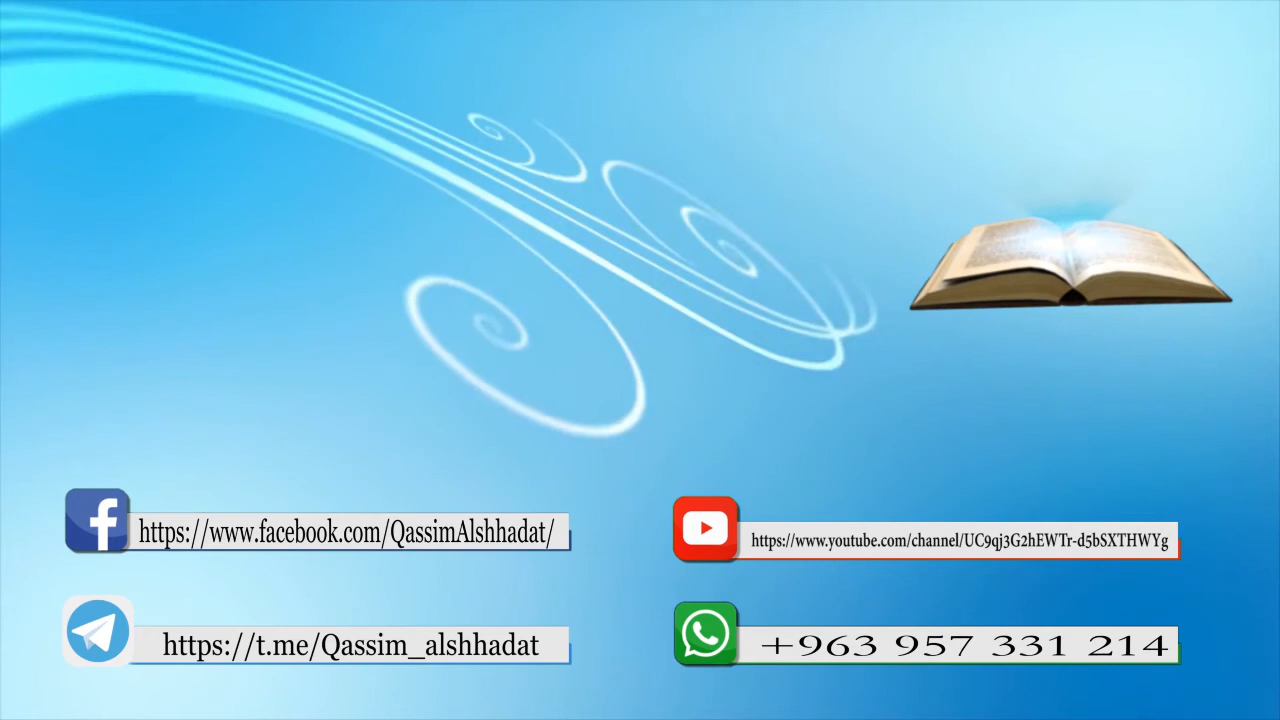 https://www.facebook.com/QassimAlshhadat/
https://www.youtube.com/channel/UC9qj3G2hEWTr-d5bSXTHWYg
https://t.me/Qassim_alshhadat
+963 957 331 214